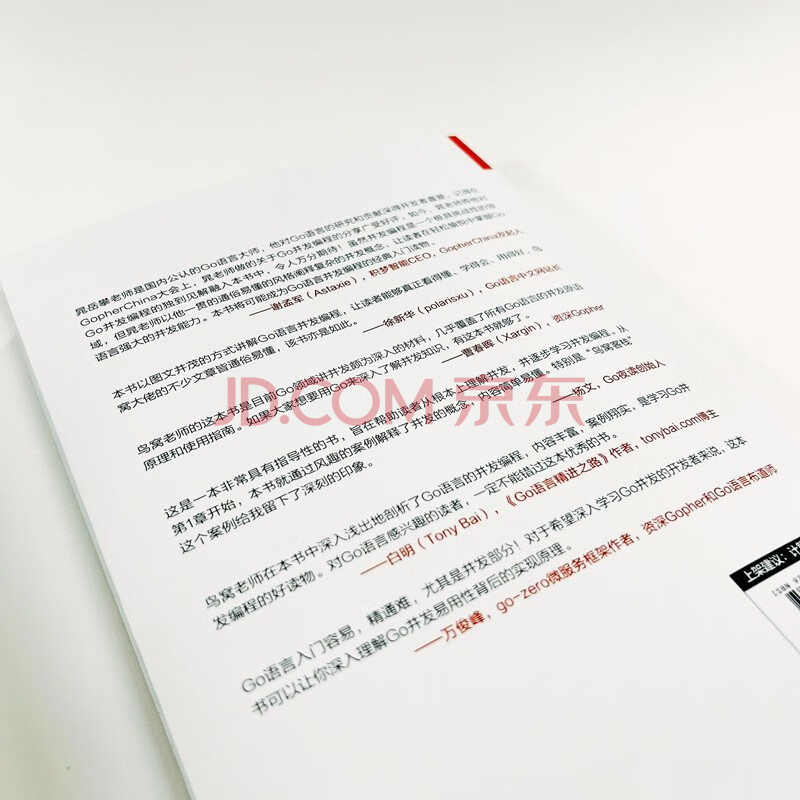 晁岳攀老师是国内公认的Go语言大师，他对Go语言的研究和贡献深得开发者喜爱。记得在
GopherChina大会上，晁老师做的关于Go并发编程的分享广受好评。如今，晁老师将他对
Go并发编程的独到见解融入本书中，令人万分期待！虽然并发编程是一个极具挑战性的领
域，但晁老师以他一贯的通俗易懂的风格阐释复杂的并发概念，让读者在轻松愉快中掌握Go
语言强大的并发能力。本书将可能成为Go语言并发编程的经典入门读物。
——谢孟军（Astaxie），积梦智能CEO，GopherChina发起人
本书以图文并茂的方式讲解Go语言并发编程，让读者能够真正看得懂、学得会、用得好。鸟
窝大佬的不少文章皆通俗易懂，该书亦是如此。
——徐新华（polarisxu），Go语言中文网站长
鸟窝老师的这本书是目前Go领域讲并发颇为深入的材料，几乎覆盖了所有Go语言的并发原语
原理和使用指南。如果大家想要用Go来深入了解并发知识，有这本书就够了。
——曹春晖（Xargin），资深Gopher
这是一本非常具有指导性的书，旨在帮助读者从根本上理解并发，并逐步学习并发编程。从
第1章开始，本书就通过风趣的案例解释了并发的概念，内容简单易懂。特别是“鸟窝客栈”
这个案例给我留下了深刻的印象。
——杨文，Go夜读创始人
鸟窝老师在本书中深入浅出地剖析了Go语言的并发编程，内容丰富，案例翔实，是学习Go并
发编程的好读物。对Go语言感兴趣的读者，一定不能错过这本优秀的书。
——白明（Tony Bai），《Go语言精进之路》作者，tonybai.com博主
Go语言入门容易，精通难，尤其是并发部分！对于希望深入学习Go并发的开发者来说，这本
书可以让你深入理解Go并发易用性背后的实现原理。
——万俊峰，go-zero微服务框架作者，资深Gopher和Go语言布道师
上架建议：计
ISBN
JD.COM 京东